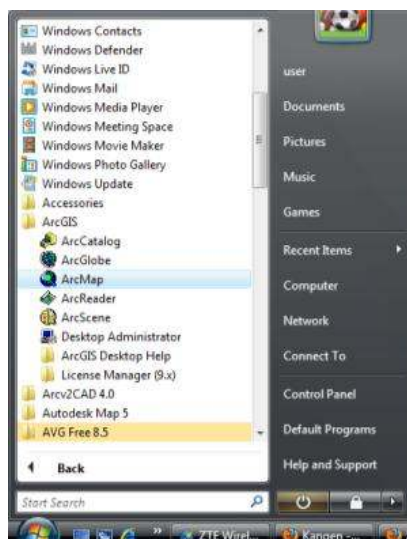 Windows Contacts
Windows Defender
Windows Live ID
Windows Mail
Windows Media Player
Windows Meeting Space
Windows Movie Maker
Windows Photo Gallery
Windows Update
Accessories
ArcGIS
ArcCatalog
ArcGlobe
ArcMap
ArcReader
ArcScene
Desktop Administrator
ArcGIS Desktop Help
License Manager (9.x)
Arcv2CAD 4.0
Autodesk Map 5
AVG Free 8.5
Back
Start Search
user
Documents
Pictures
Music
Games
Recent Items
Computer
Network
Connect To
Control Panel
Default Programs
Help and Support
ZTE Wirel...
Kangen -...